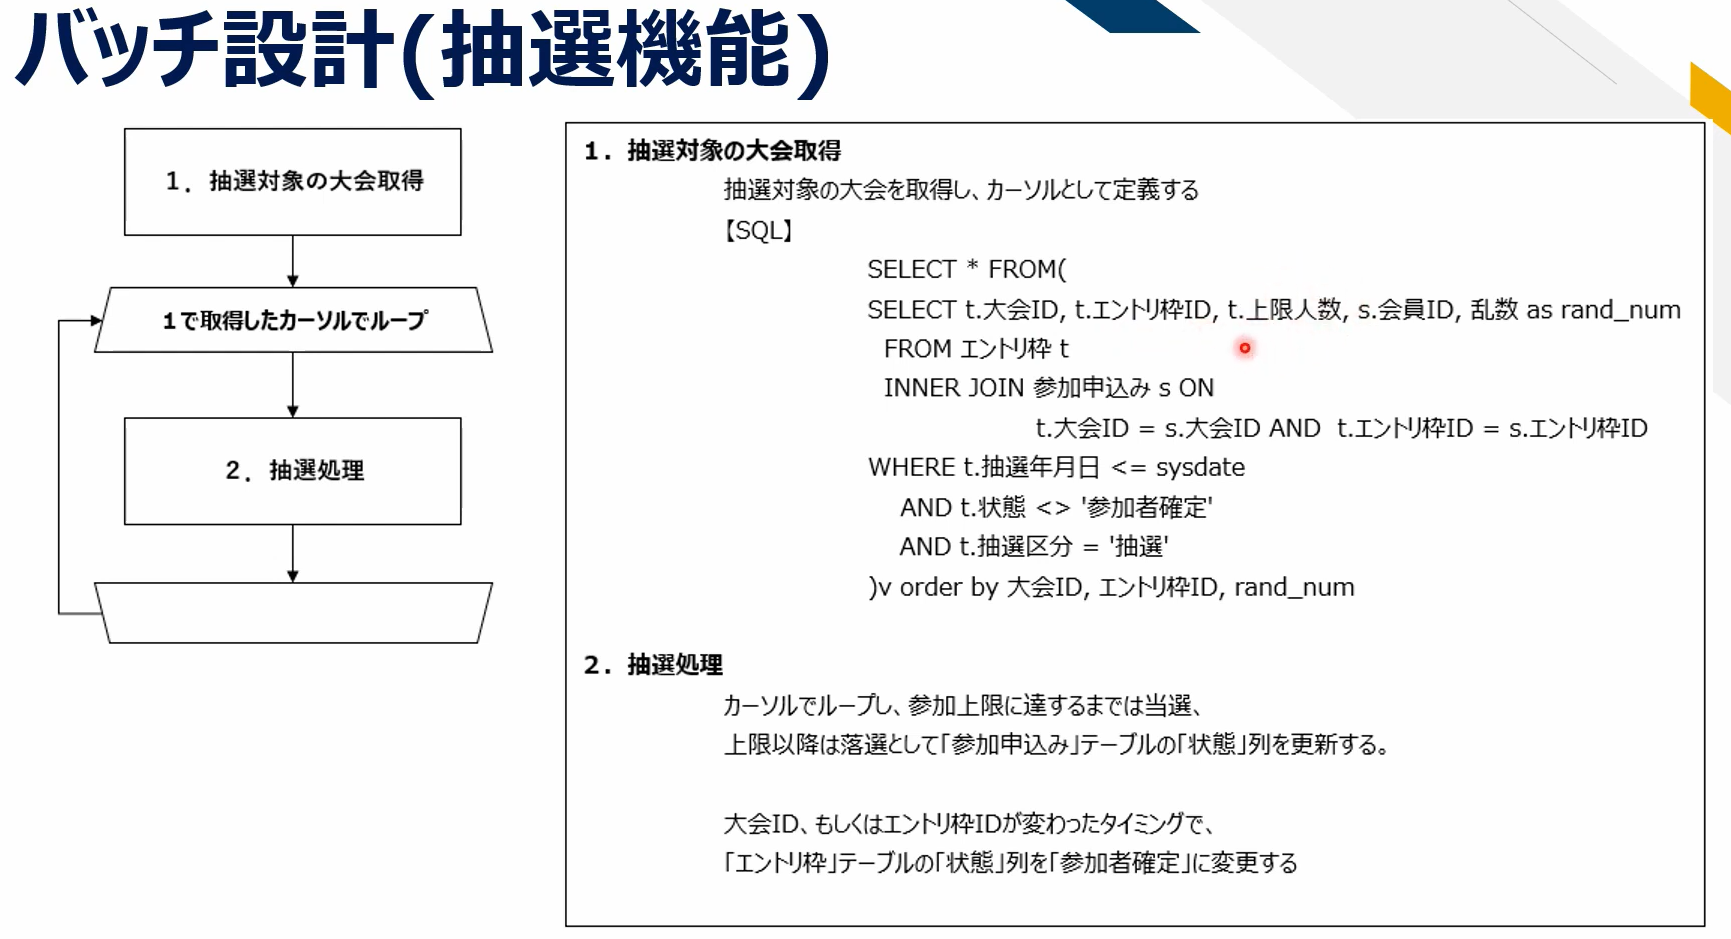 バッチ設計(抽選機能)
１．抽選対象の大会取得
１で取得したカーソルでループ
２．抽選処理
１．抽選対象の大会取得
抽選対象の大会を取得し、カーソルとして定義する
【SQL】
SELECT * FROM(
SELECT t.大会ID, t.エントリ枠ID, t.上限人数, s.会員ID, 乱数 as rand_num
FROM エントリ枠 t
INNER JOIN 参加申込み s ON
t.大会ID = s.大会ID AND t.エントリ枠ID = s.エントリ枠ID
WHERE t.抽選年月日 <= sysdate
AND t.状態 <> '参加者確定'
AND t.抽選区分 = '抽選'
)v order by 大会ID, エントリ枠ID, rand_num
２．抽選処理
カーソルでループし、参加上限に達するまでは当選、
上限以降は落選として「参加申込み」テーブルの「状態」列を更新する。
大会ID、もしくはエントリ枠IDが変わったタイミングで、
「エントリ枠」テーブルの「状態」列を「参加者確定」に変更する